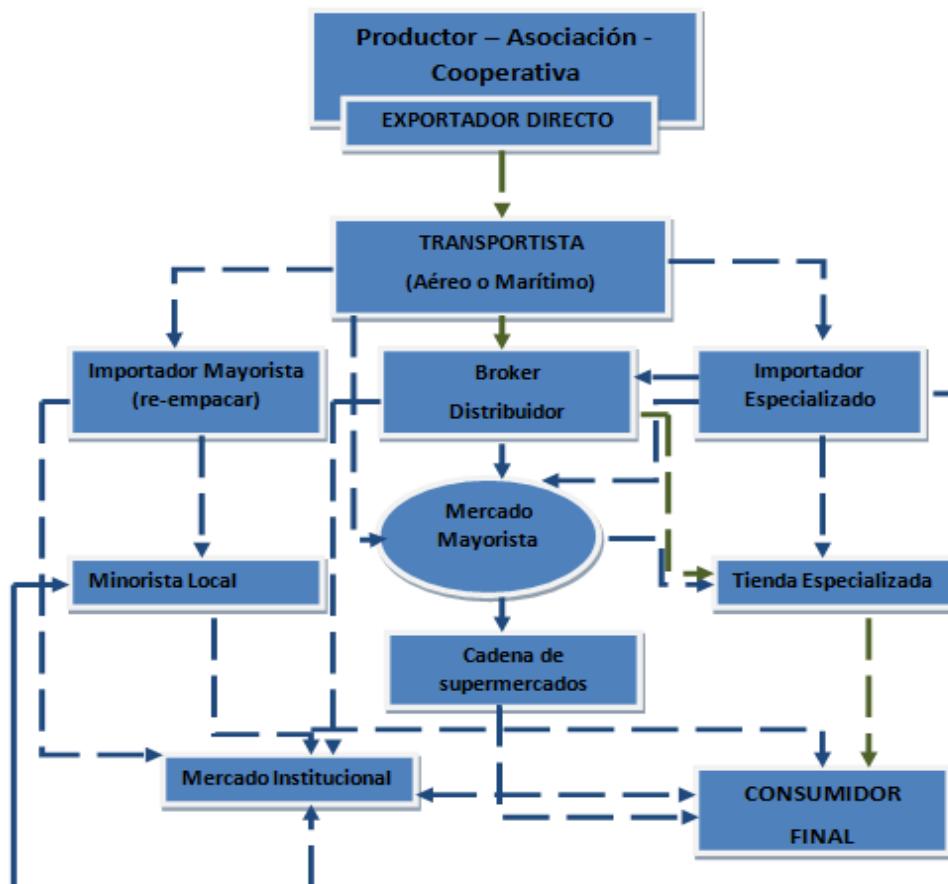 Productor – Asociación -
Cooperativa
EXPORTADOR DIRECTO
TRANSPORTISTA
(Aéreo o Marítimo)
Importador Mayorista
(re-empacar)
Broker
Distribuidor
Importador
Especializado
Mercado
Mayorista
Minorista Local
Tienda Especializada
Cadena de
supermercados
Mercado Institucional
CONSUMIDOR
FINAL